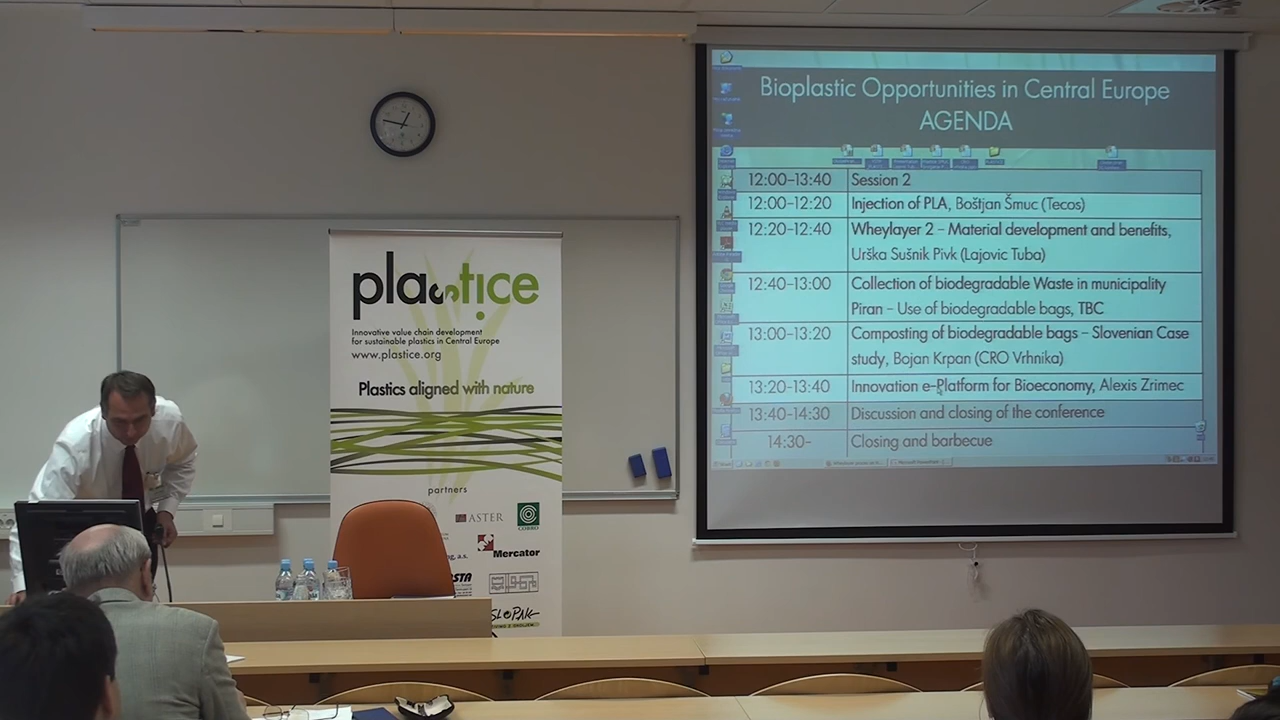 Bioplastic Opportunities in Central Europe
AGENDA
12:00-13:40 Session 2
12:00-12:20 Injection of PLA, Boštjan Šmuc (Tecos)
12:20-12:40 Wheylayer 2 – Material development and benefits,
Urška Sušnik Pivk (Lajovic Tuba)
12:40-13:00 Collection of biodegradable Waste in municipality
Piran – Use of biodegradable bags, TBC
13:00-13:20 Composting of biodegradable bags – Slovenian Case
study, Bojan Krpan (CRO Vrhnika)
13:20-13:40 Innovation e-Platform for Bioeconomy, Alexis Zrimec
13:40-14:30 Discussion and closing of the conference
14:30- Closing and barbecue
plastice
Innovative value chain development
for sustainable plastics in Central Europe
www.plastice.org
Plastics aligned with nature
partners
ASTER
COBRO
Mercator
SLOPAK